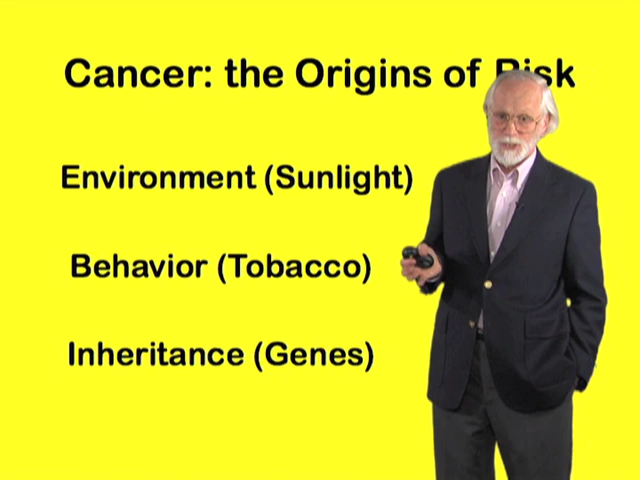 Cancer: the Origins of Risk
Environment (Sunlight)
Behavior (Tobacco)
Inheritance (Genes)